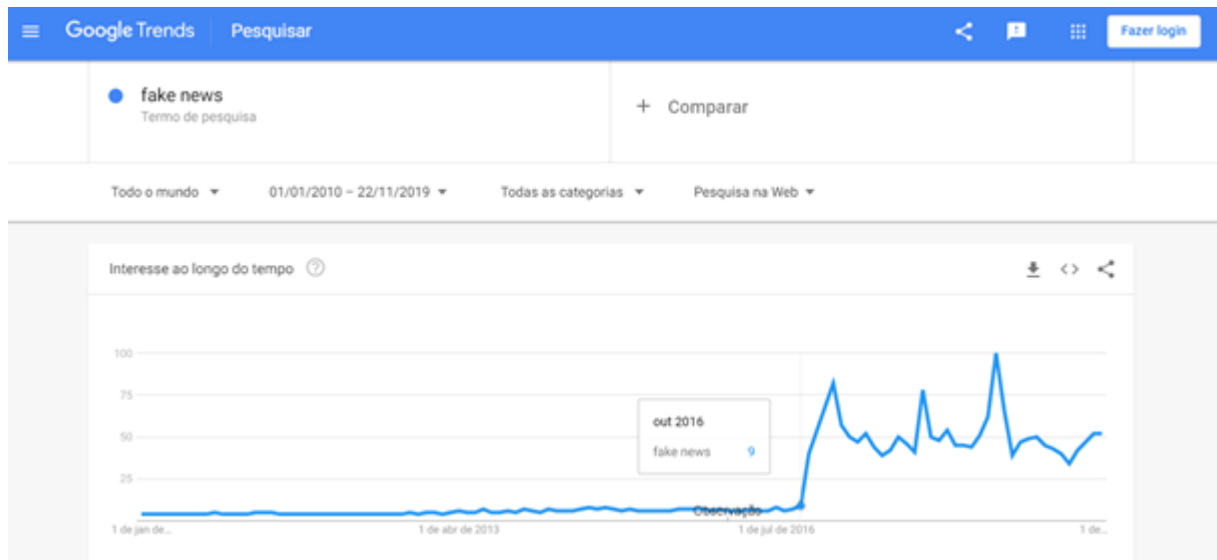 Google Trends Pesquisar Fazer login
fake news
Termo de pesquisa
+ Comparar
Todo o mundo 01/01/2010 – 22/11/2019 Todas as categorias Pesquisa na Web
Interesse ao longo do tempo
100
75
50
25
out 2016
fake news 9
Observação
1 de jan de... 1 de abr de 2013 1 de jul de 2016 1 de...